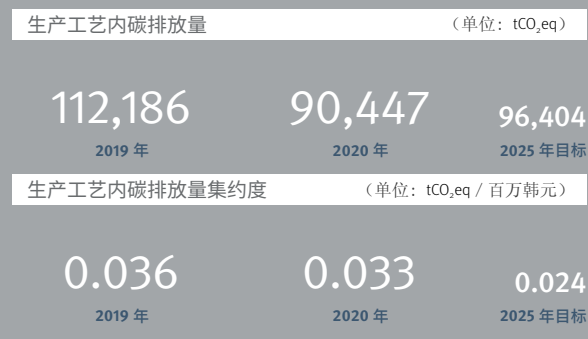 生产工艺内碳排放量 （单位：tCO₂eq）
112,186 90,447 96,404
2019 年 2020 年 2025 年目标
生产工艺内碳排放量集约度 （单位：tCO₂eq / 百万韩元）
0.036 0.033 0.024
2019 年 2020 年 2025 年目标